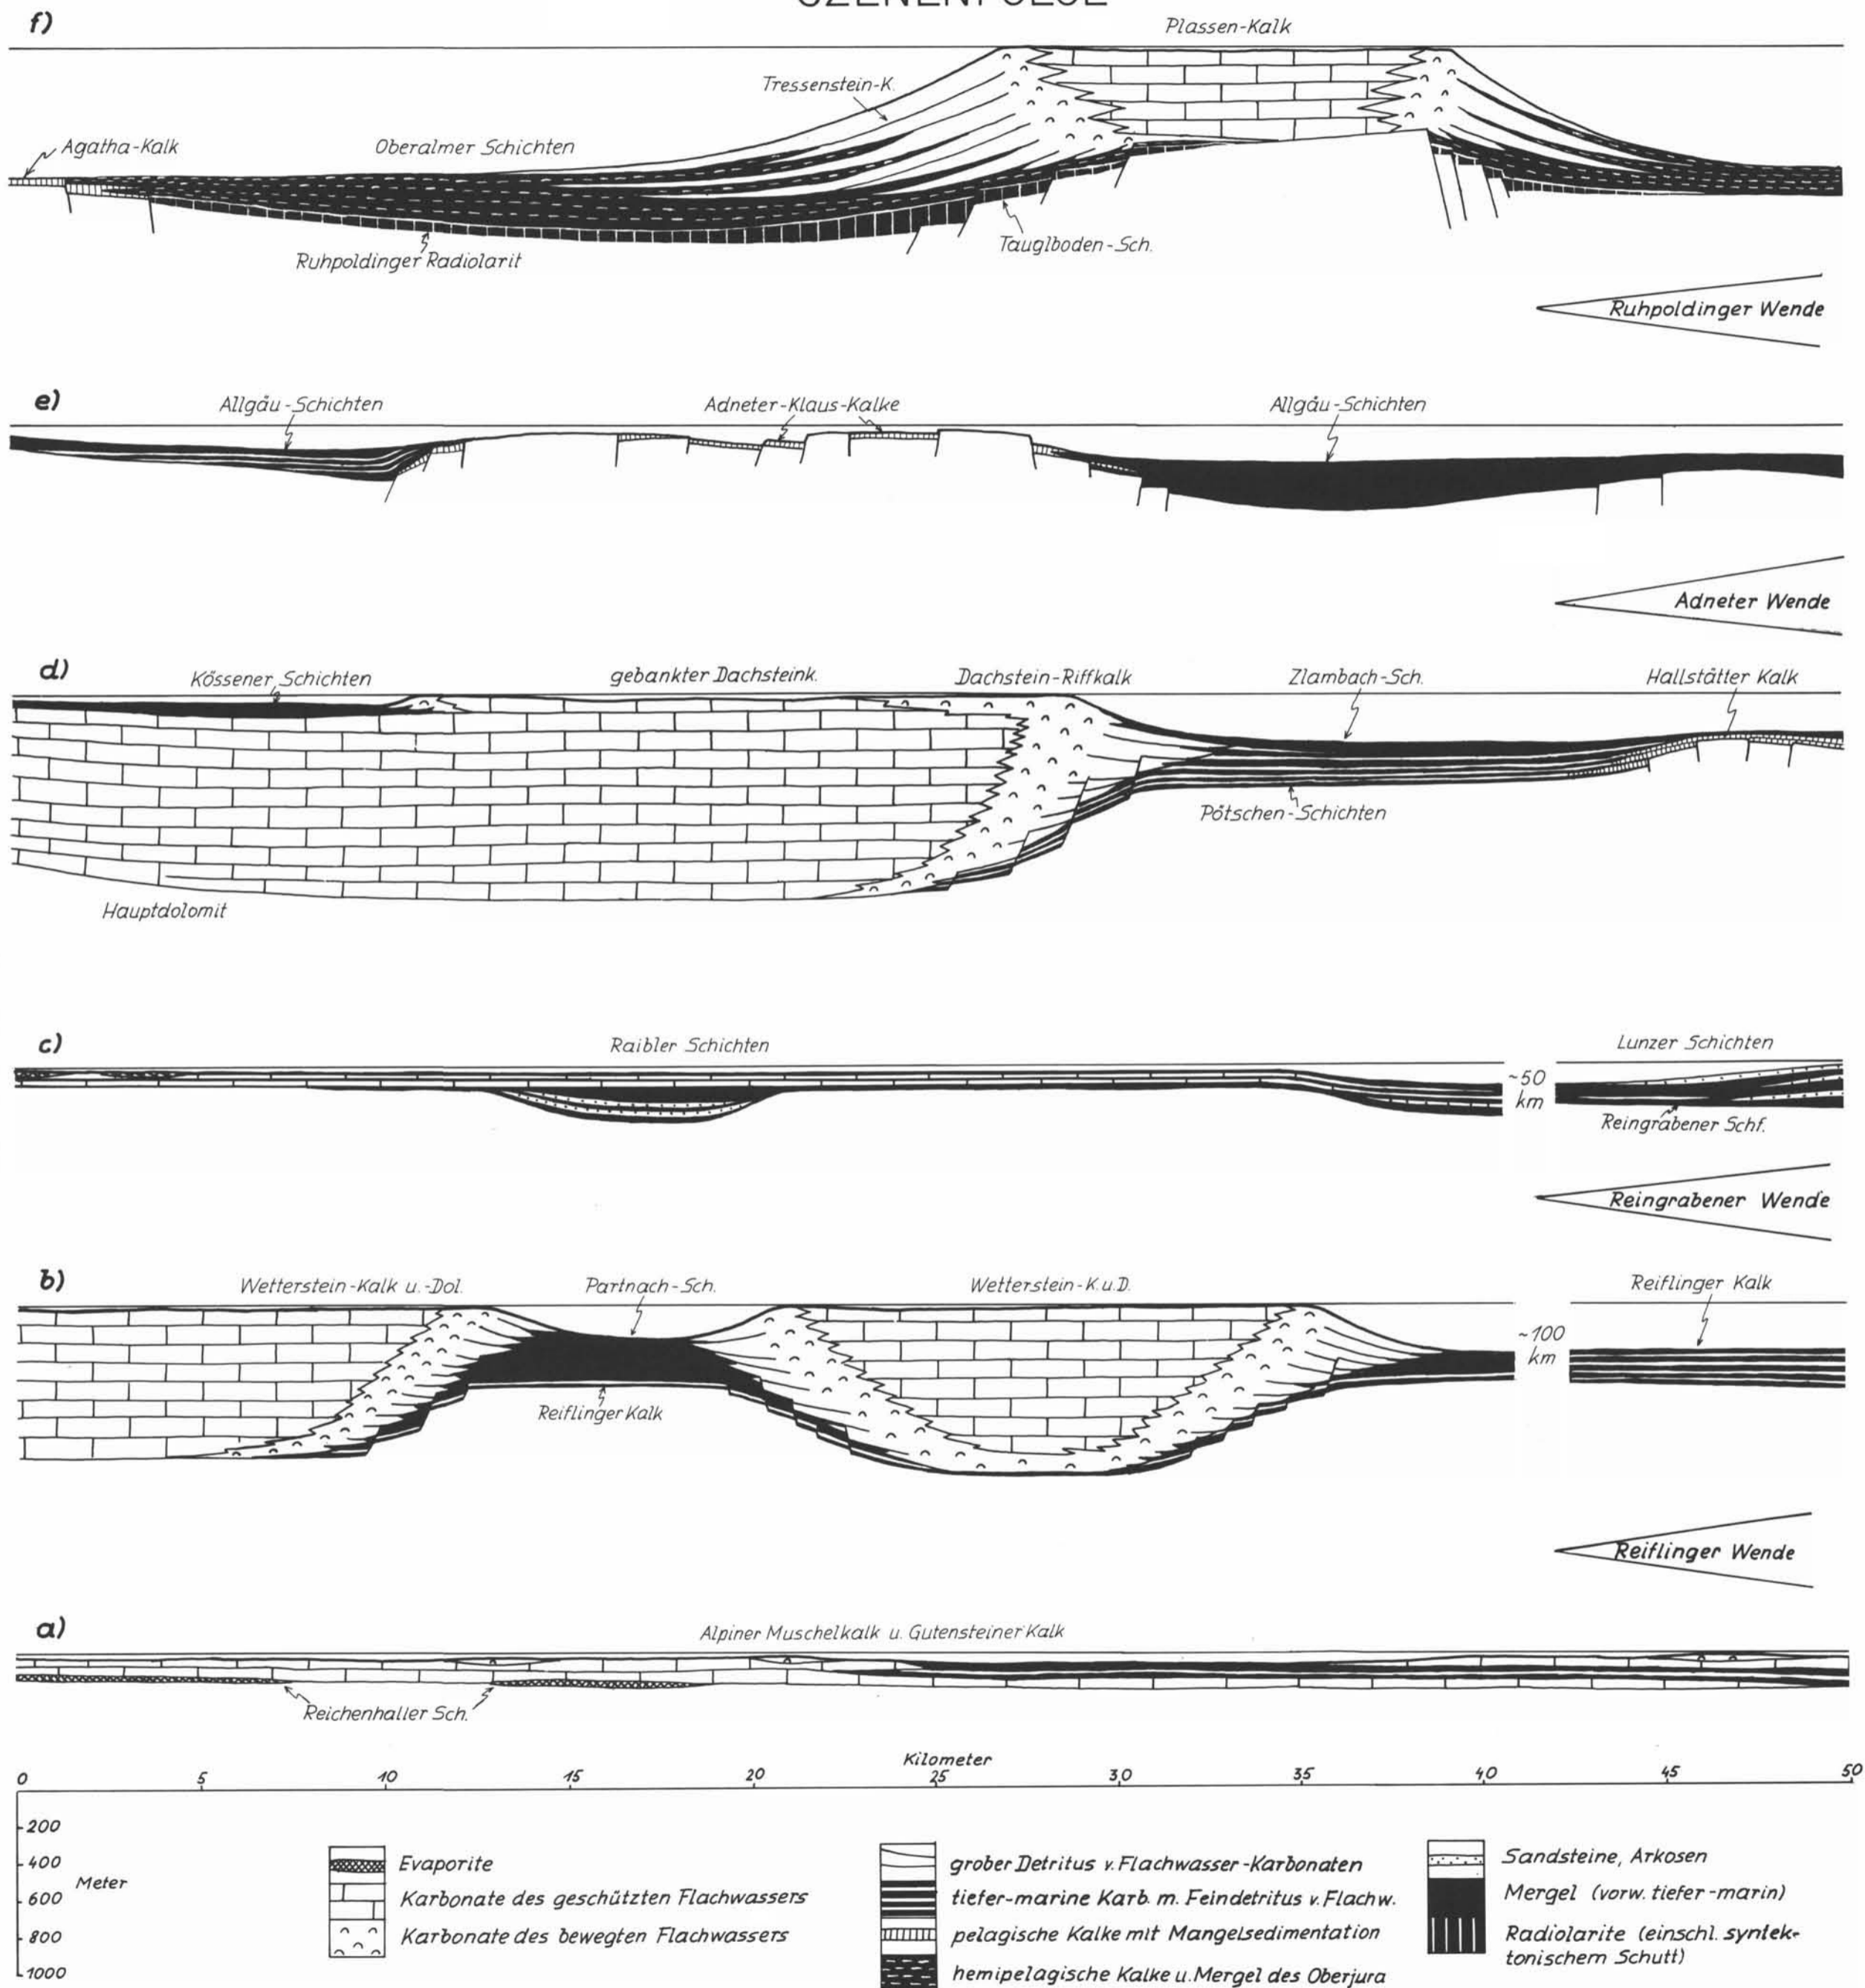 f)
Plassen-Kalk
Tressenstein-K.
Agatha-Kalk
Oberalmer Schichten
Tauglboden-Sch.
Ruhpoldinger Radiolarit
Ruhpoldinger Wende
e)
Allgäu-Schichten
Adneter-Klaus-Kalke
Allgäu-Schichten
Adneter Wende
d)
Kössener Schichten
gebankter Dachsteink.
Dachstein-Riffkalk
Zlambach-Sch.
Hallstätter Kalk
Pötschen-Schichten
Hauptdolomit
c)
Raibler Schichten
Lunzer Schichten
~50
km
Reingrabener Schf.
Reingrabener Wende
b)
Wetterstein-Kalk u.-Dol.
Partnach-Sch.
Wetterstein-K.u.D.
Reiflinger Kalk
~100
km
Reiflinger Kalk
Reiflinger Wende
a)
Alpiner Muschelkalk u. Gutensteiner Kalk
Reichenhaller Sch.
Kilometer
0 5 10 15 20 25 30 35 40 45 50
200
400
Meter
600
800
1000
Evaporite
Karbonate des geschützten Flachwassers
Karbonate des bewegten Flachwassers
grober Detritus v. Flachwasser-Karbonaten
tiefer-marine Karb. m. Feindetritus v. Flachw.
pelagische Kalke mit Mangelsedimentation
hemipelagische Kalke u. Mergel des Oberjura
Sandsteine, Arkosen
Mergel (vorw. tiefer-marin)
Radiolarite (einschl. syntek-
tonischem Schutt)